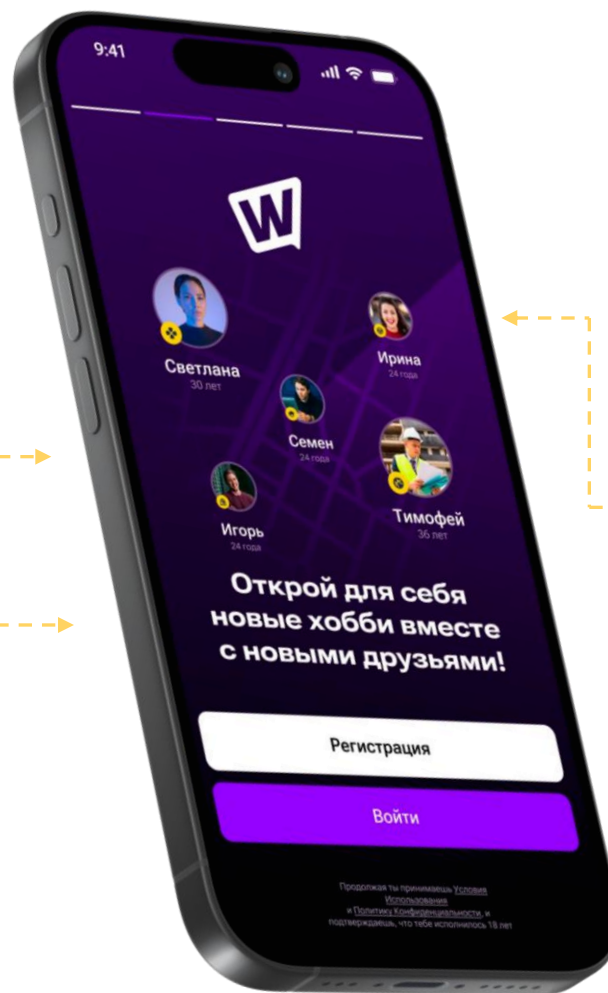 9:41
W
Светлана
30 лет
Ирина
24 года
Семен
24 года
Тимофей
36 лет
Игорь
24 года
Открой для себя
новые хобби вместе
с новыми друзьями!
Регистрация
Войти
Продолжая ты принимаешь Условия
Использования
и Политику Конфиденциальности, и
подтверждаешь, что тебе исполнилось 18 лет